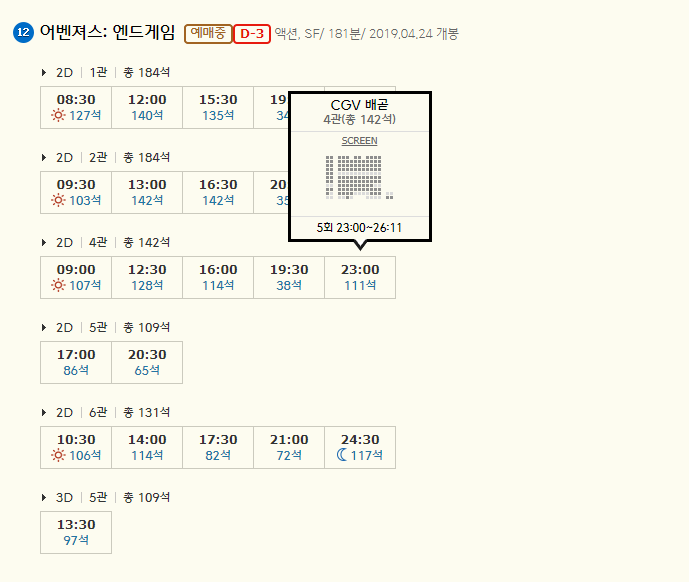 12 어벤져스: 엔드게임 예매중 D-3 액션, SF/ 181분/ 2019.04.24 개봉
2D 1관 총 184석
08:30 12:00 15:30 19
127석 140석 135석 34
2D 2관 총 184석
09:30 13:00 16:30 20
103석 142석 142석 35
CGV 배곧
4관(총 142석)
SCREEN
5회 23:00~26:11
2D 4관 총 142석
09:00 12:30 16:00 19:30 23:00
107석 128석 114석 38석 111석
2D 5관 총 109석
17:00 20:30
86석 65석
2D 6관 총 131석
10:30 14:00 17:30 21:00 24:30
106석 114석 82석 72석 117석
3D 5관 총 109석
13:30
97석